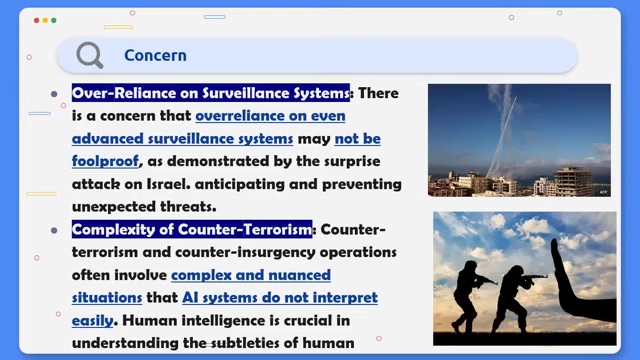 Concern
Over-Reliance on Surveillance Systems: There
is a concern that overreliance on even
advanced surveillance systems may not be
foolproof, as demonstrated by the surprise
attack on Israel. anticipating and preventing
unexpected threats.
Complexity of Counter-Terrorism: Counter-
terrorism and counter-insurgency operations
often involve complex and nuanced
situations that AI systems do not interpret
easily. Human intelligence is crucial in
understanding the subtleties of human
AFP